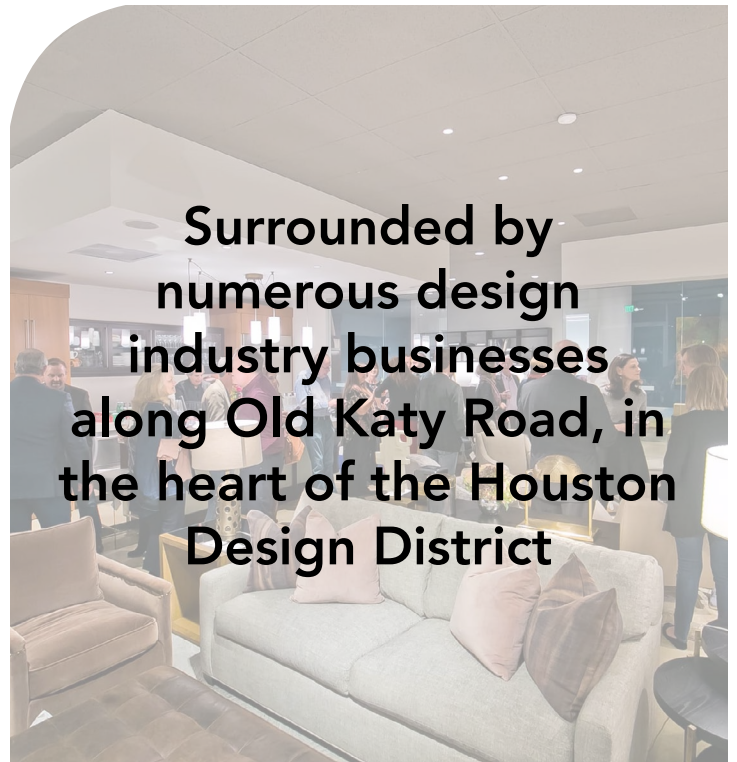 Surrounded by
numerous design
industry businesses
along Old Katy Road, in
the heart of the Houston
Design District